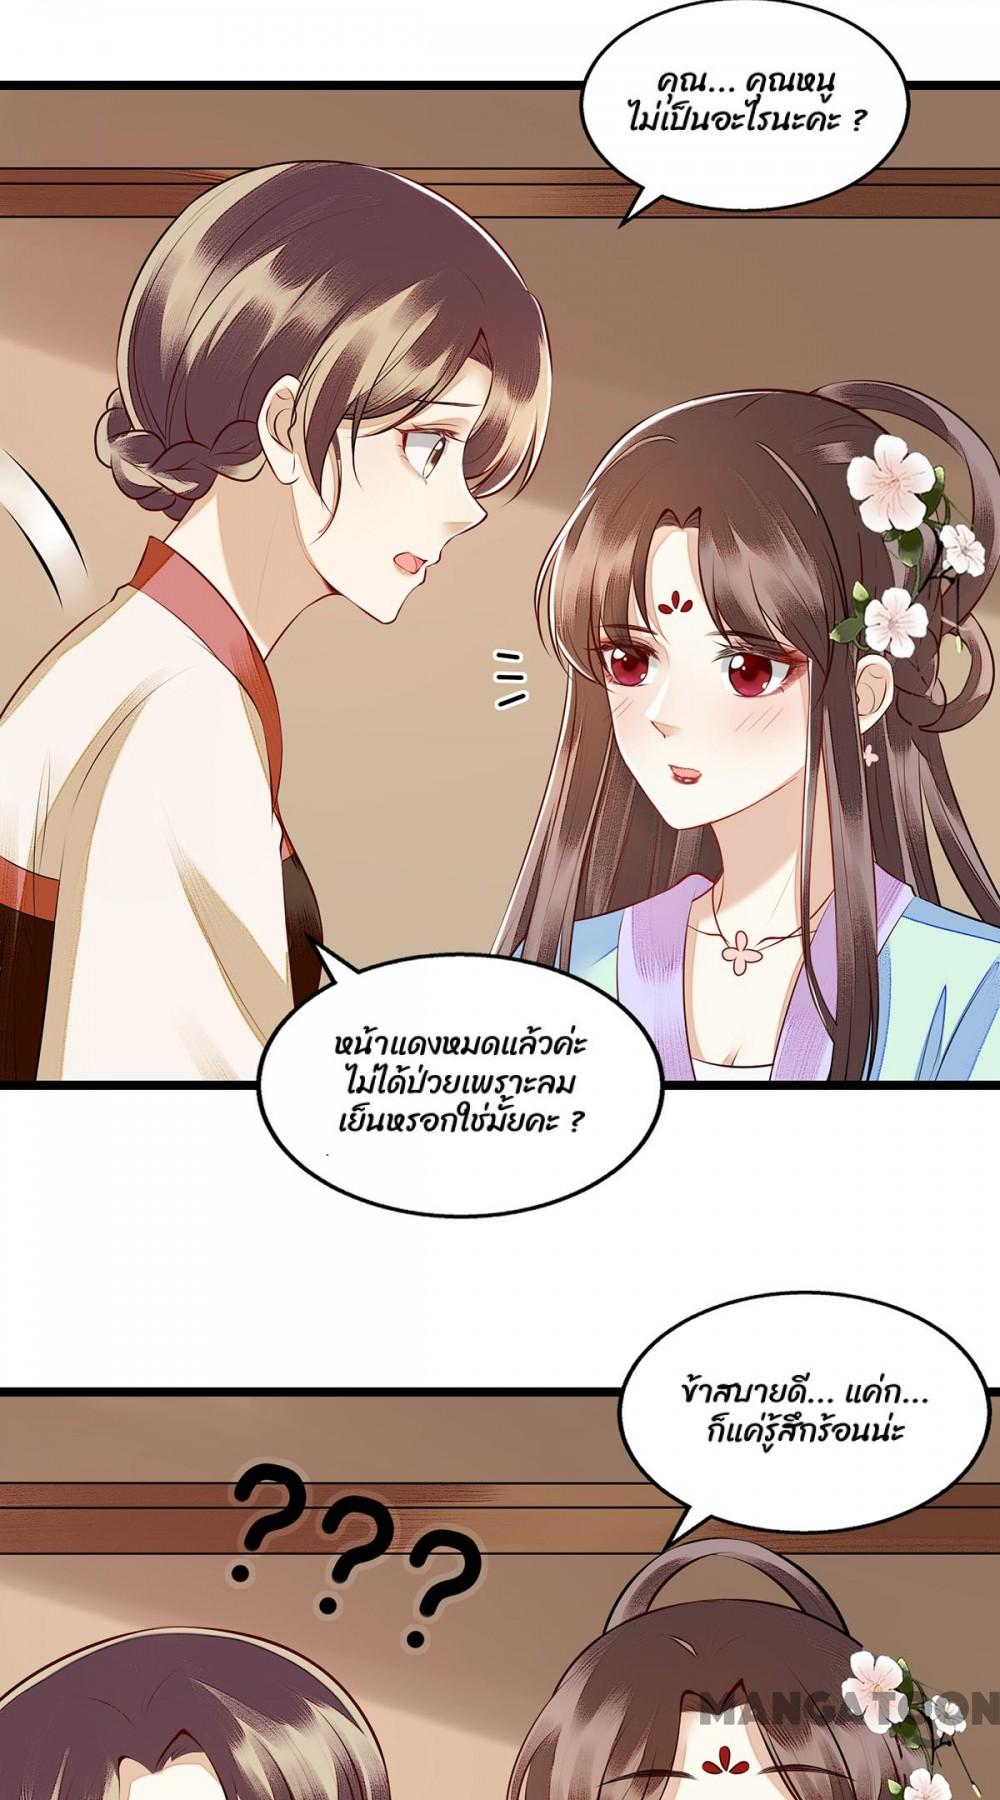 คุณ... คุณหนู
ไม่เป็นอะไรนะคะ ?
หน้าแดงหมดแล้วค่ะ
ไม่ได้ป่วยเพราะลม
เย็นหรอกใช่มั้ยคะ ?
ข้าสบายดี... แค่ก...
ก็แค่รู้สึกร้อนน่ะ
???
MANGATOON